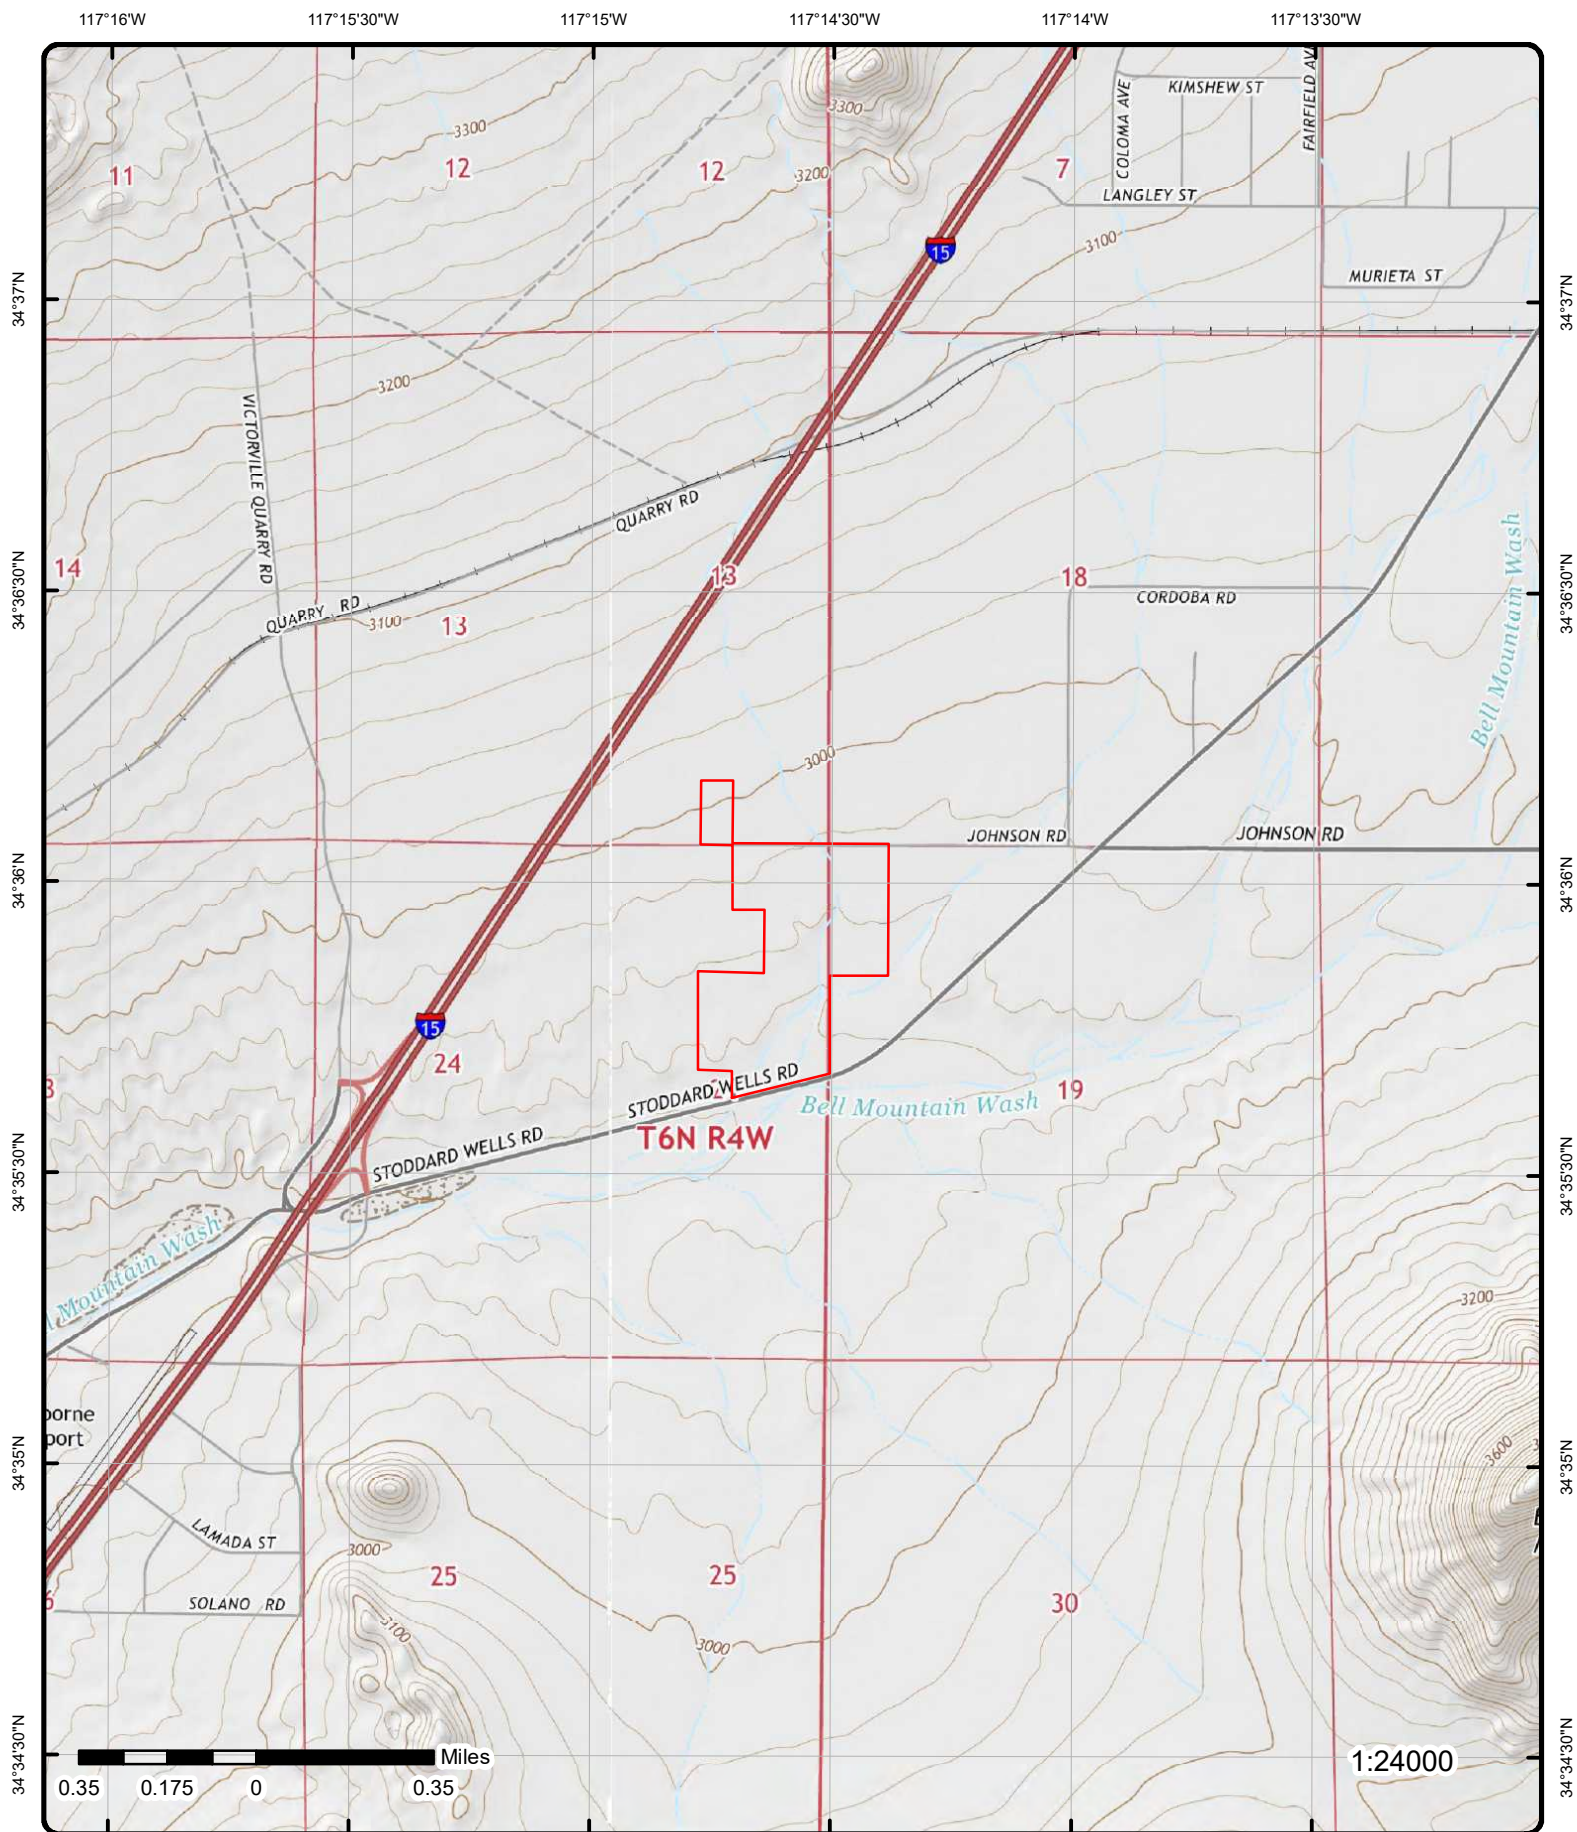 117°16'W
117°15'30"W
117°15'W
117°14'30"W
117°14'W
117°13'30"W
KIMSHEW ST
COLOMA AVE
FAIRFIELD AV
3300
3300
11
12
12
7
3200
LANGLEY ST
3100
15
MURIETA ST
34°37'N
34°37'N
3200
VICTORVILLE QUARRY RD
QUARRY RD
Bell Mountain Wash
14
13
18
34°36'30"N
34°36'30"N
CORDOBA RD
QUARRY RD
3100
13
3000
JOHNSON RD
JOHNSON RD
34°36'N
34°36'N
15
24
3
STODDARD WELLS RD
19
Bell Mountain Wash
T6N R4W
STODDARD WELLS RD
34°35'30"N
34°35'30"N
l Mountain Wash
3200
orne
port
3600
34°35'N
34°35'N
LAMADA ST
3000
25
25
30
6
SOLANO RD
3100
3000
34°34'30"N
34°34'30"N
Miles
0.35
0.175
0
0.35
1:24000